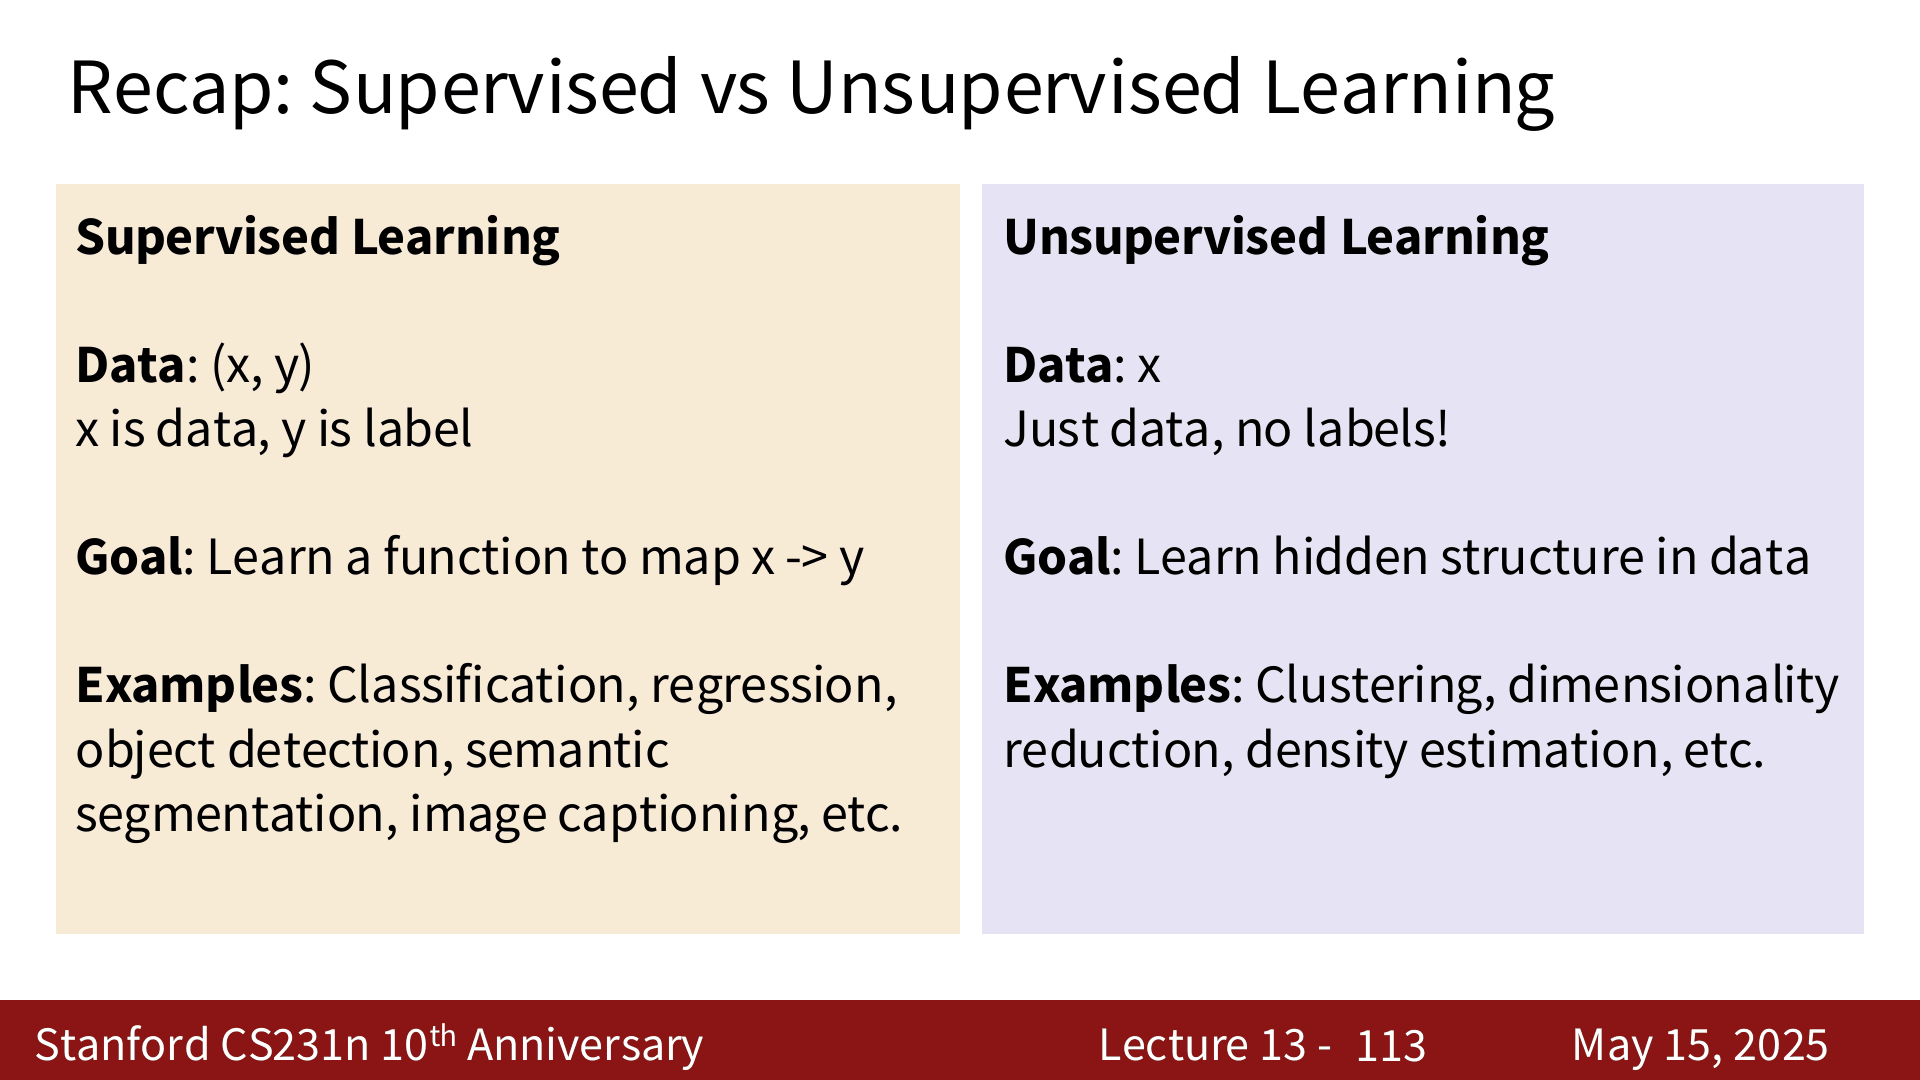 Recap: Supervised vs Unsupervised Learning
Supervised Learning
Data: (x, y)
x is data, y is label
Goal: Learn a function to map x -> y
Examples: Classification, regression,
object detection, semantic
segmentation, image captioning, etc.
Unsupervised Learning
Data: x
Just data, no labels!
Goal: Learn hidden structure in data
Examples: Clustering, dimensionality
reduction, density estimation, etc.
Stanford CS231n 10th Anniversary
Lecture 13 - 113
May 15, 2025